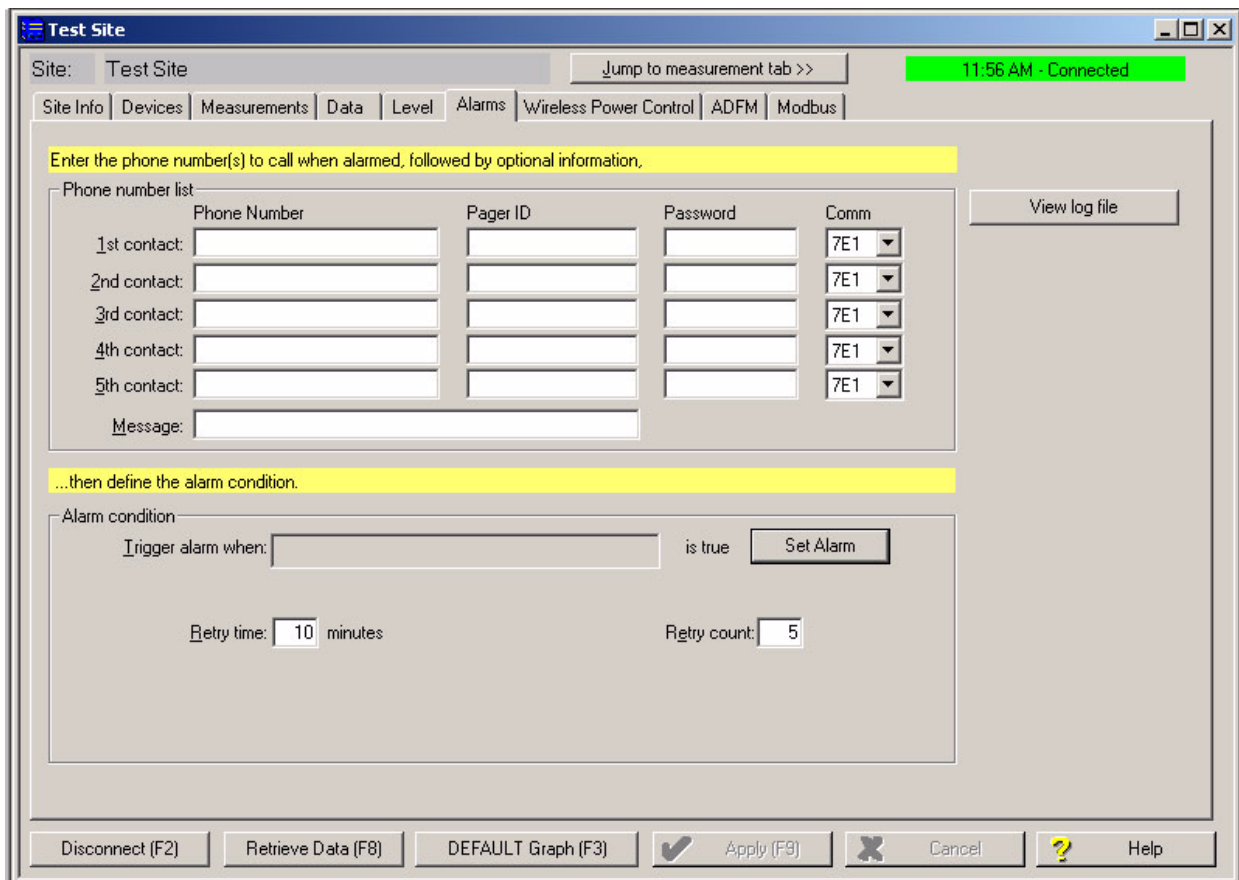 Test Site
Site: Test Site Jump to measurement tab >> 11:56 AM - Connected
Site Info Devices Measurements Data Level Alarms Wireless Power Control ADFM Modbus
Enter the phone number(s) to call when alarmed, followed by optional information,
Phone number list
Phone Number Pager ID Password Comm View log file
1st contact: 7E1
2nd contact: 7E1
3rd contact: 7E1
4th contact: 7E1
5th contact: 7E1
Message:
...then define the alarm condition.
Alarm condition
Trigger alarm when: is true Set Alarm
Retry time: 10 minutes Retry count: 5
Disconnect (F2) Retrieve Data (F8) DEFAULT Graph (F3) Apply (F9) Cancel Help